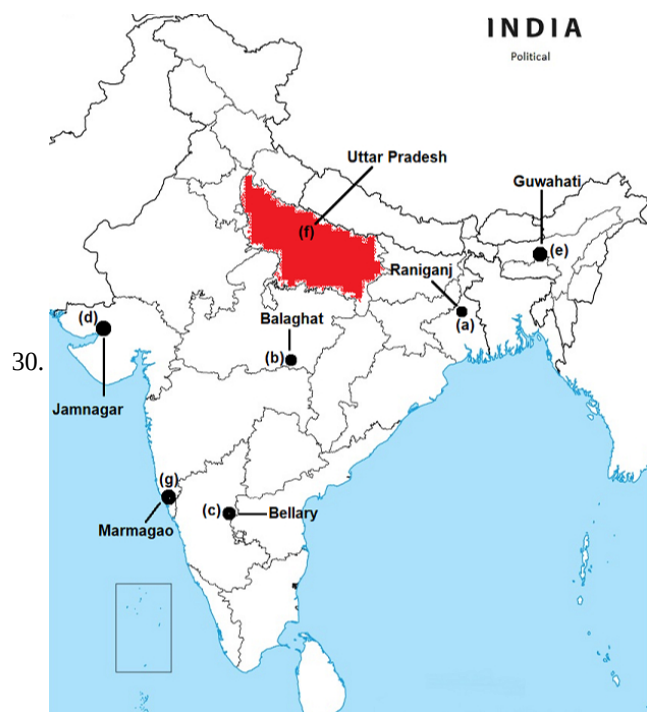 INDIA
Political
Uttar Pradesh
Guwahati
(f)
(e)
Raniganj
(d)
Balaghat
(a)
(b)
30.
Jamnagar
(g)
(c)
Bellary
Marmagao